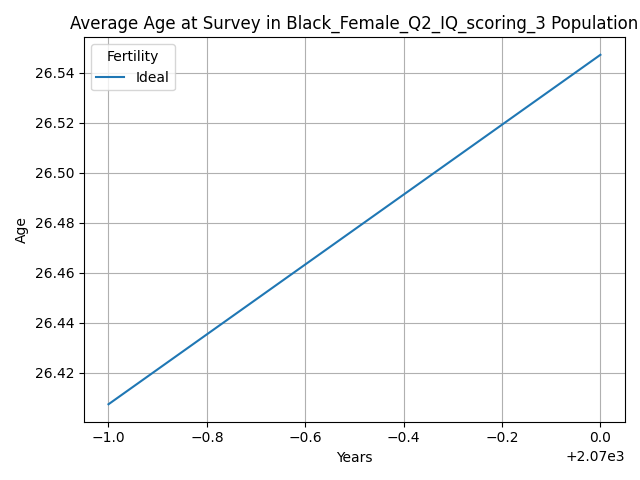 Average Age at Survey in Black_Female_Q2_IQ_scoring_3 Population
Fertility
Ideal
26.54
26.52
26.50
26.48
26.46
26.44
26.42
Age
−1.0 −0.8 −0.6 −0.4 −0.2 0.0
Years
+2.07e3